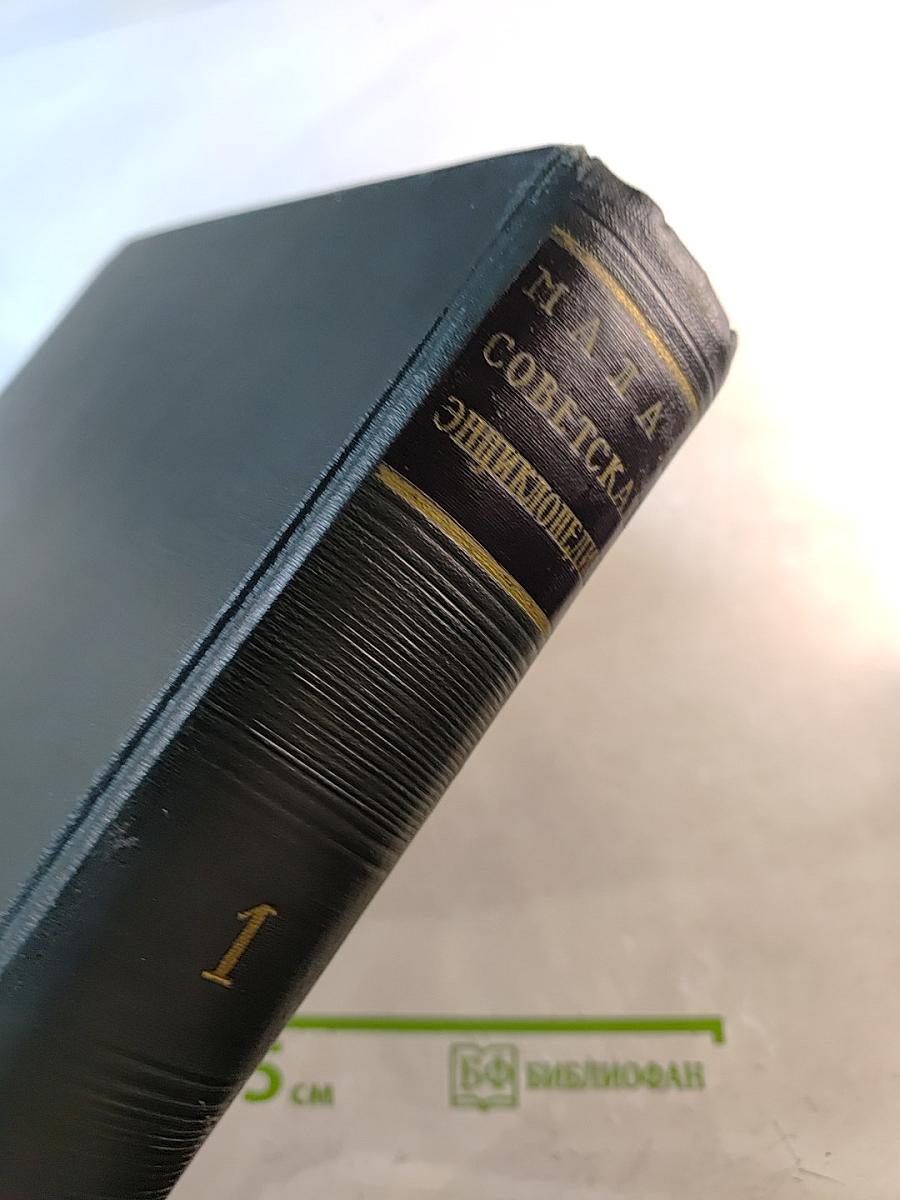 МАЛА
СОВЕТСКА
ЭНЦИКЛОПЕДИ
1
5 см
БФ БИБЛИОФАН